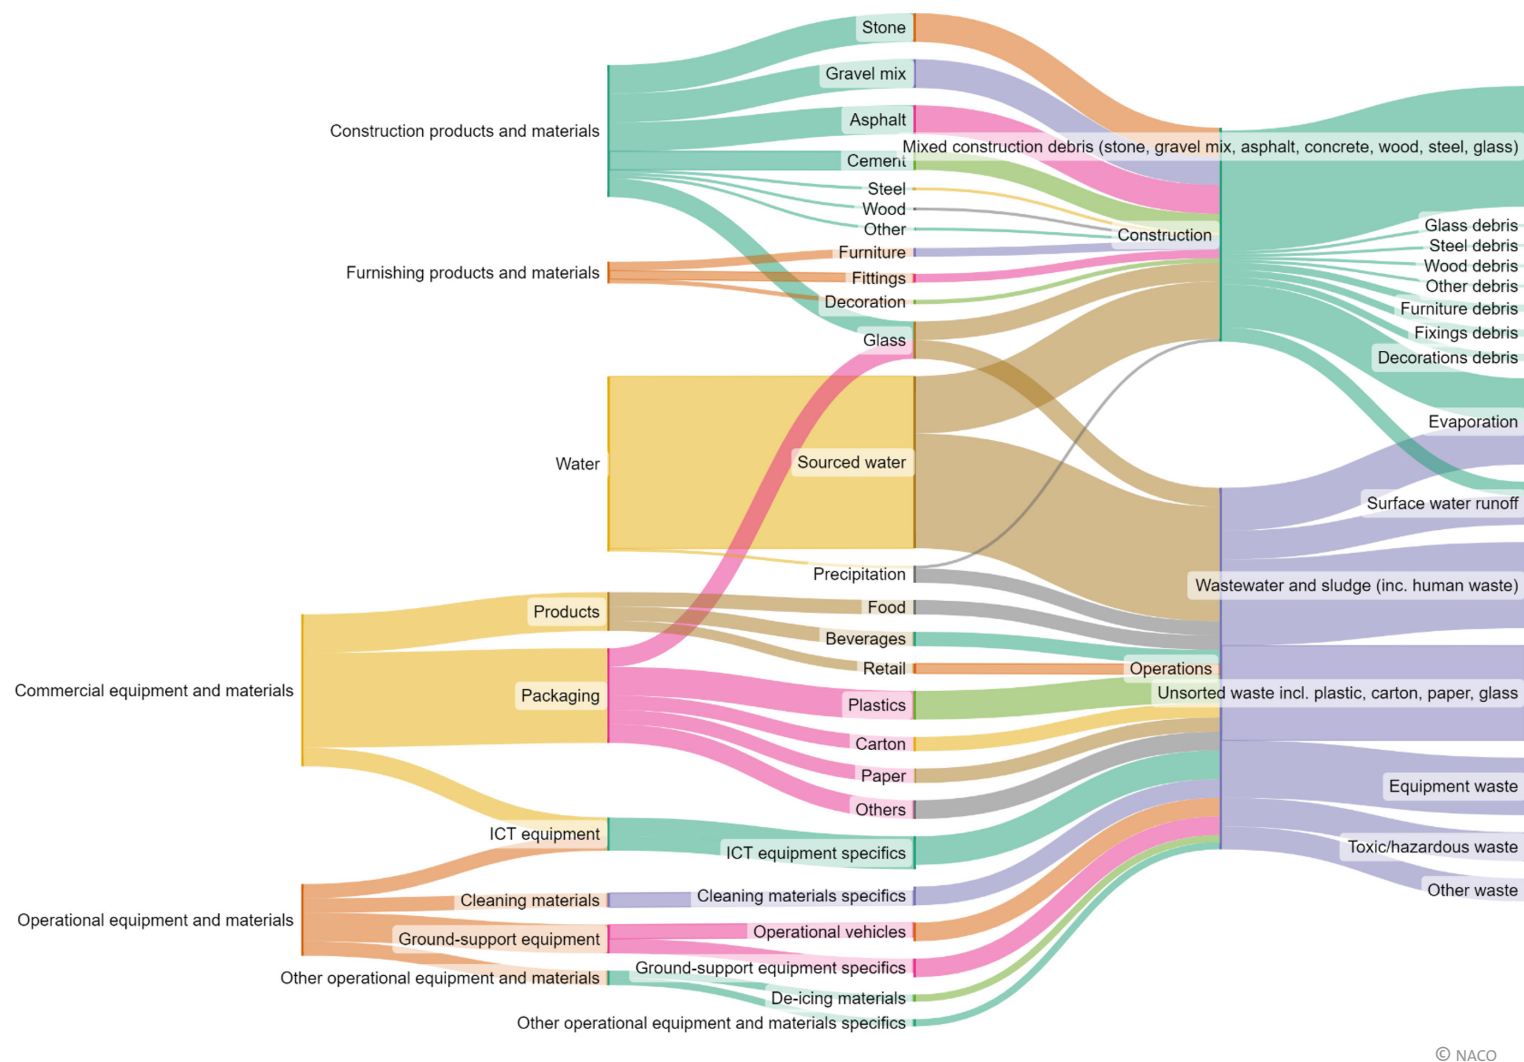 Stone
Gravel mix
Asphalt
Construction products and materials
Mixed construction debris (stone, gravel mix, asphalt, concrete, wood, steel, glass)
Cement
Steel
Wood
Other
Construction
Glass debris
Steel debris
Wood debris
Other debris
Furniture
Furnishing products and materials
Fittings
Decoration
Furniture debris
Fixings debris
Decorations debris
Glass
Evaporation
Water
Sourced water
Surface water runoff
Precipitation
Wastewater and sludge (inc. human waste)
Products
Food
Beverages
Retail
Operations
Commercial equipment and materials
Packaging
Unsorted waste incl. plastic, carton, paper, glass
Plastics
Carton
Paper
Equipment waste
Others
ICT equipment
ICT equipment specifics
Toxic/hazardous waste
Other waste
Cleaning materials
Cleaning materials specifics
Operational equipment and materials
Operational vehicles
Ground-support equipment
Ground-support equipment specifics
Other operational equipment and materials
De-icing materials
Other operational equipment and materials specifics
© NACO